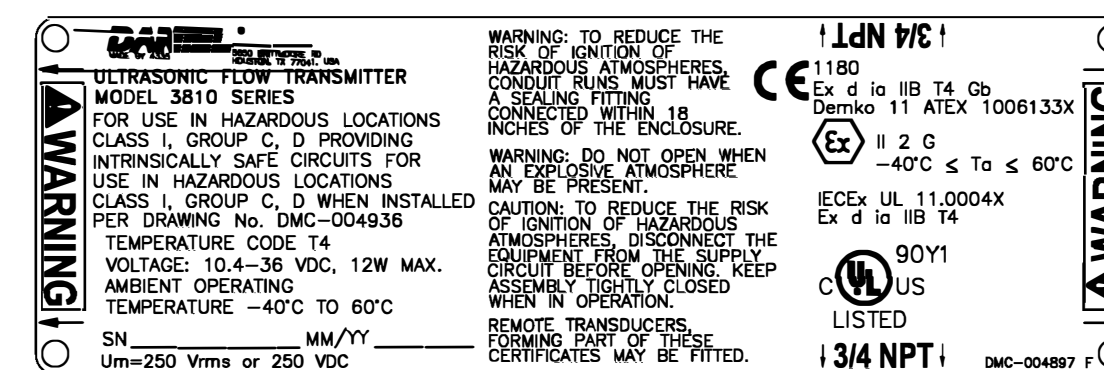 HOUSTON, TX 77041. USA
ULTRASONIC FLOW TRANSMITTER
MODEL 3810 SERIES
FOR USE IN HAZARDOUS LOCATIONS
CLASS I, GROUP C, D PROVIDING
INTRINSICALLY SAFE CIRCUITS FOR
USE IN HAZARDOUS LOCATIONS
CLASS I, GROUP C, D WHEN INSTALLED
PER DRAWING No. DMC-004936
TEMPERATURE CODE T4
VOLTAGE: 10.4-36 VDC, 12W MAX.
AMBIENT OPERATING
TEMPERATURE -40°C TO 60°C
SN MM/YY
Um=250 Vrms or 250 VDC
WARNING
WARNING: TO REDUCE THE
RISK OF IGNITION OF
HAZARDOUS ATMOSPHERES,
CONDUIT RUNS MUST HAVE
A SEALING FITTING
CONNECTED WITHIN 18
INCHES OF THE ENCLOSURE.
WARNING: DO NOT OPEN WHEN
AN EXPLOSIVE ATMOSPHERE
MAY BE PRESENT.
CAUTION: TO REDUCE THE RISK
OF IGNITION OF HAZARDOUS
ATMOSPHERES, DISCONNECT THE
EQUIPMENT FROM THE SUPPLY
CIRCUIT BEFORE OPENING. KEEP
ASSEMBLY TIGHTLY CLOSED
WHEN IN OPERATION.
REMOTE TRANSDUCERS,
FORMING PART OF THESE
CERTIFICATES MAY BE FITTED.
3/4 NPT
CE 1180
Ex d ia IIB T4 Gb
Demko 11 ATEX 1006133X
Ex II 2 G
-40°C ≤ Ta ≤ 60°C
IECEx UL 11.0004X
Ex d ia IIB T4
90Y1
C UL US
LISTED
3/4 NPT
DMC-004897 F
WARNING